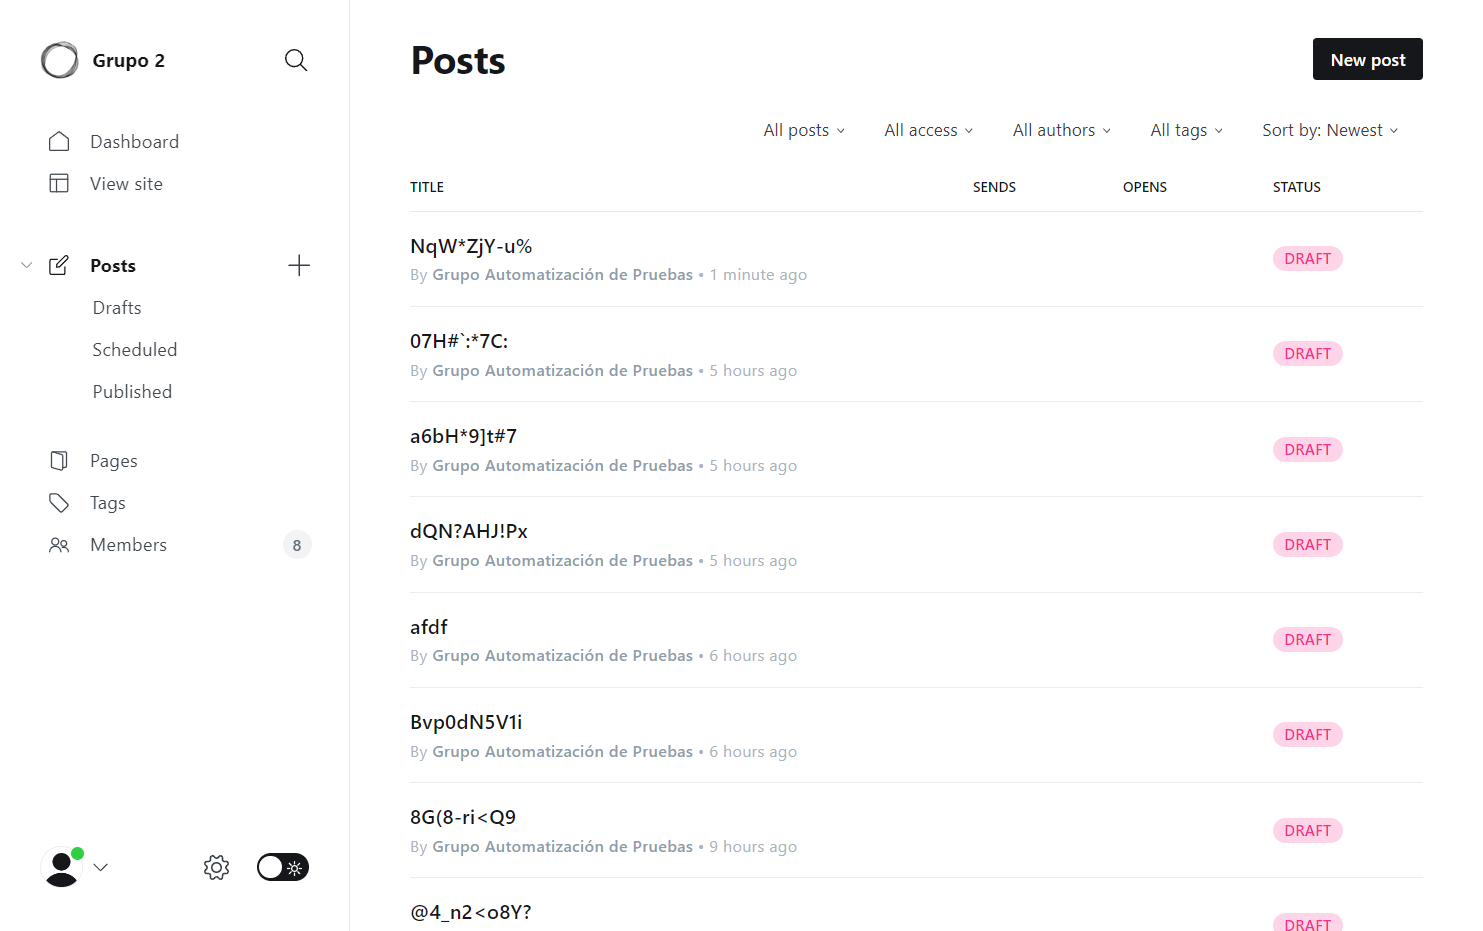 Grupo 2
Dashboard
View site
Posts
Drafts
Scheduled
Published
Pages
Tags
Members 8
Posts
New post
All posts All access All authors All tags Sort by: Newest
TITLE SENDS OPENS STATUS
NqW*ZjY-u%
By Grupo Automatización de Pruebas • 1 minute ago
DRAFT
07H#`:*7C:
By Grupo Automatización de Pruebas • 5 hours ago
DRAFT
a6bH*9]t#7
By Grupo Automatización de Pruebas • 5 hours ago
DRAFT
dQN?AHJ!Px
By Grupo Automatización de Pruebas • 5 hours ago
DRAFT
afdf
By Grupo Automatización de Pruebas • 6 hours ago
DRAFT
Bvp0dN5V1i
By Grupo Automatización de Pruebas • 6 hours ago
DRAFT
8G(8-ri<Q9
By Grupo Automatización de Pruebas • 9 hours ago
DRAFT
@4_n2<o8Y?
DRAFT